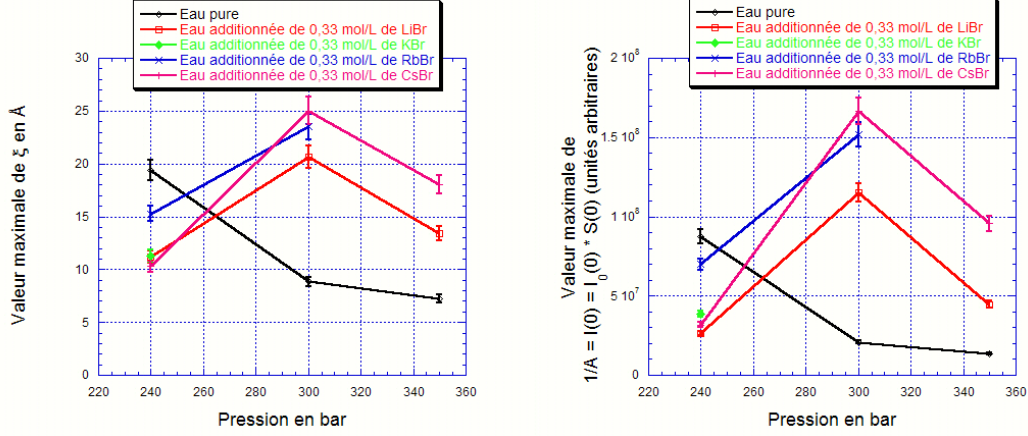 Eau pure
Eau additionnée de 0,33 mol/L de LiBr
Eau additionnée de 0,33 mol/L de KBr
Eau additionnée de 0,33 mol/L de RbBr
Eau additionnée de 0,33 mol/L de CsBr
Valeur maximale de ξ en Å
30
25
20
15
10
5
0
220 240 260 280 300 320 340 360
Pression en bar
Eau pure
Eau additionnée de 0,33 mol/L de LiBr
Eau additionnée de 0,33 mol/L de KBr
Eau additionnée de 0,33 mol/L de RbBr
Eau additionnée de 0,33 mol/L de CsBr
Valeur maximale de
1/A = I(0) = I_0(0) * S(0) (unités arbitraires)
2 10⁸
1.5 10⁸
1 10⁸
5 10⁷
0
220 240 260 280 300 320 340 360
Pression en bar